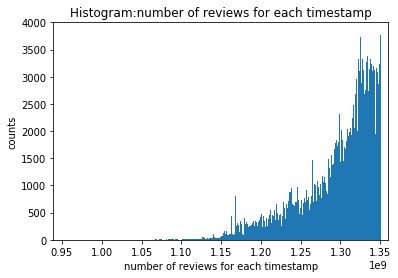 Histogram:number of reviews for each timestamp
4000
3500
3000
2500
2000
1500
1000
500
0
counts
0.95 1.00 1.05 1.10 1.15 1.20 1.25 1.30 1.35
1e9
number of reviews for each timestamp